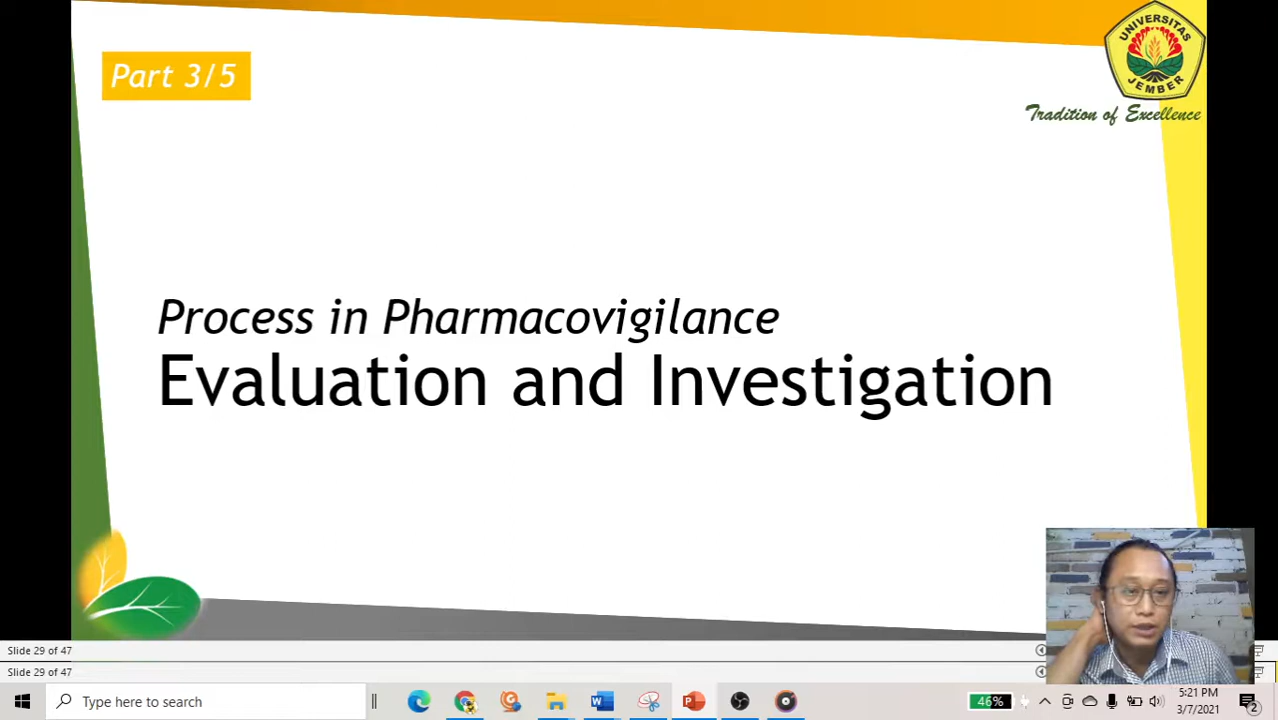 Part 3/5
UNIVERSITAS
JEMBER
Tradition of Excellence
Process in Pharmacovigilance
Evaluation and Investigation
Slide 29 of 47
Slide 29 of 47
Type here to search
46%
5:21 PM
3/7/2021
2